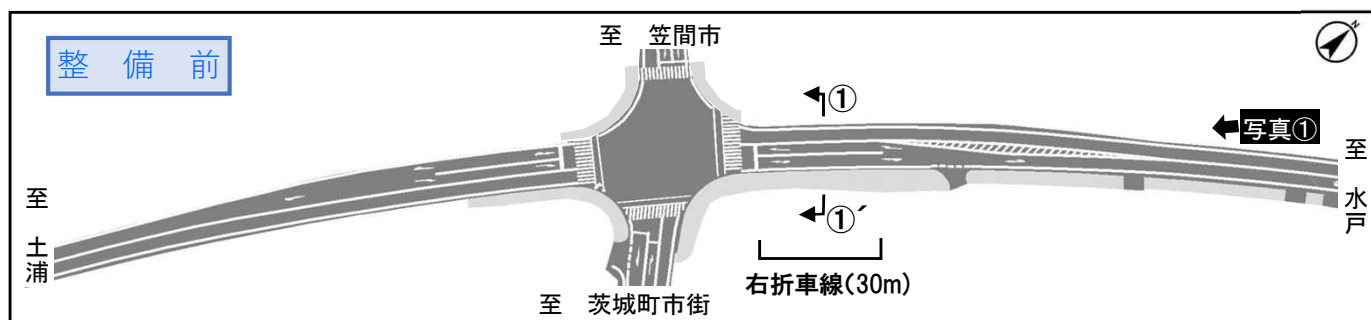 整 備 前
至 笠間市
N
①
写真①
至 水戸
至 土浦
①´
右折車線(30m)
至 茨城町市街